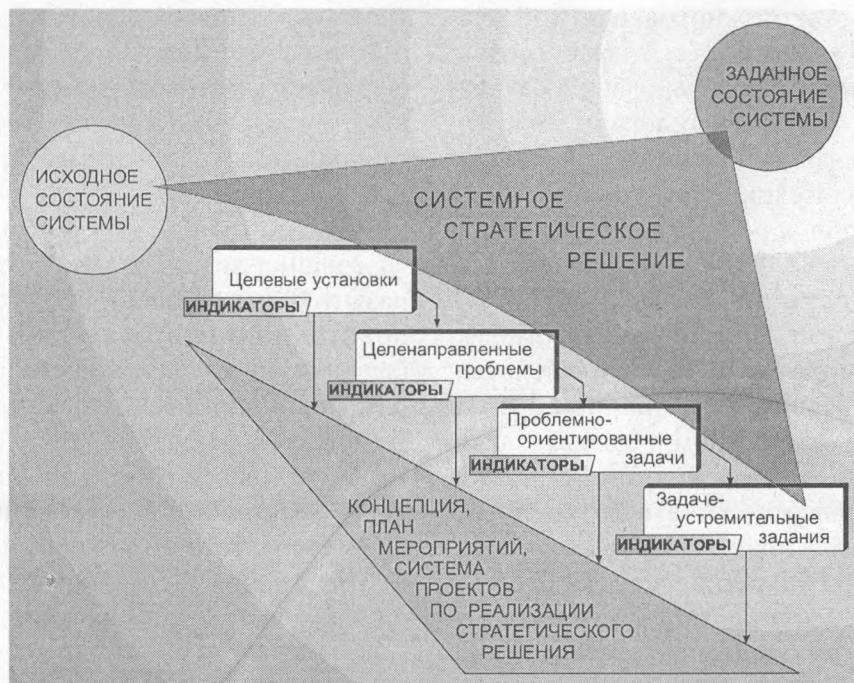 ЗАДАННОЕ
СОСТОЯНИЕ
СИСТЕМЫ
ИСХОДНОЕ
СОСТОЯНИЕ
СИСТЕМЫ
СИСТЕМНОЕ
СТРАТЕГИЧЕСКОЕ
РЕШЕНИЕ
Целевые установки
ИНДИКАТОРЫ
Целенаправленные
проблемы
ИНДИКАТОРЫ
Проблемно-
ориентированные
задачи
ИНДИКАТОРЫ
Задаче-
устремительные
задания
ИНДИКАТОРЫ
КОНЦЕПЦИЯ,
ПЛАН
МЕРОПРИЯТИЙ,
СИСТЕМА
ПРОЕКТОВ
ПО РЕАЛИЗАЦИИ
СТРАТЕГИЧЕСКОГО
РЕШЕНИЯ